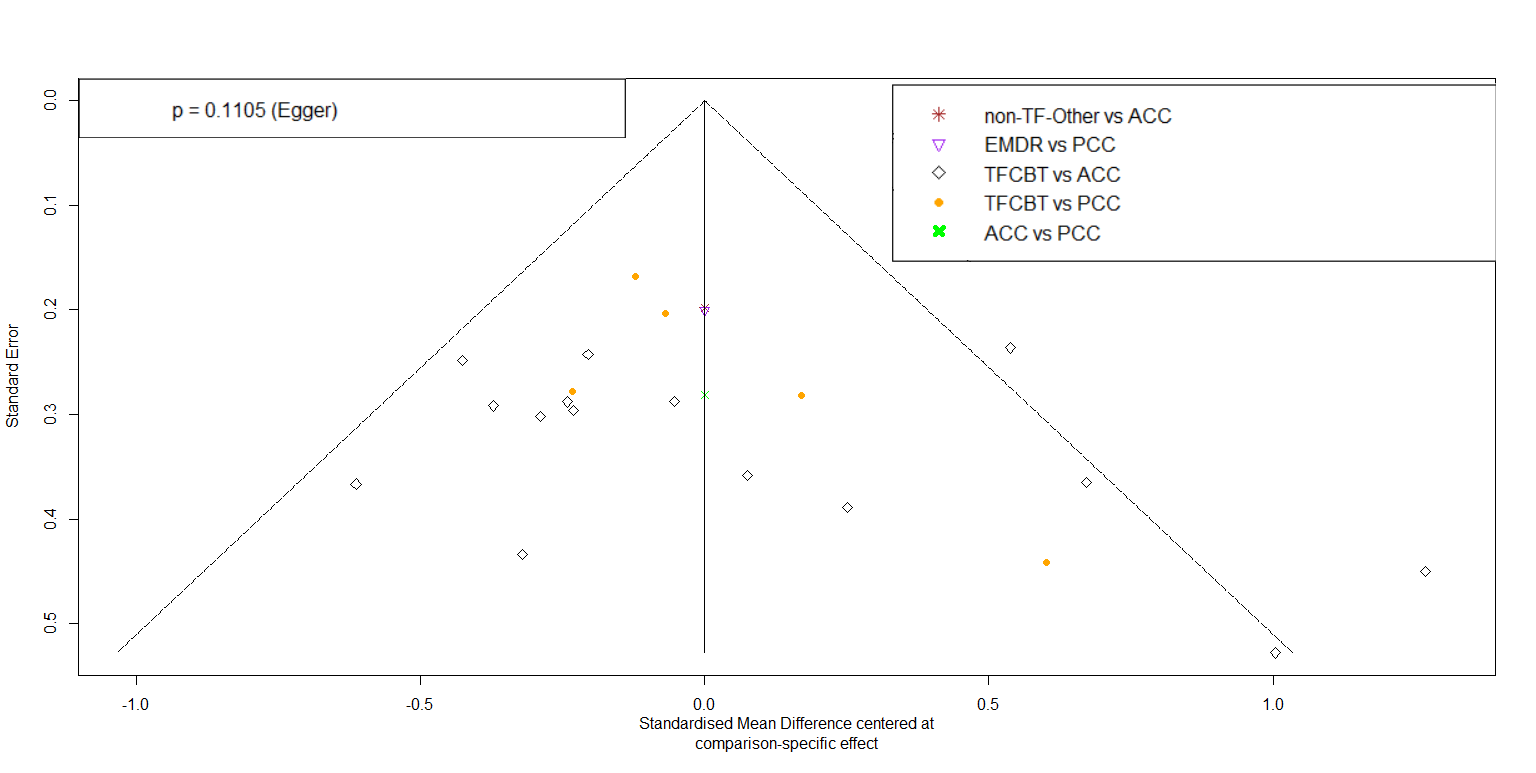 p = 0.1105 (Egger)
non-TF-Other vs ACC
EMDR vs PCC
TFCBT vs ACC
TFCBT vs PCC
ACC vs PCC
0.0
0.1
0.2
0.3
0.4
0.5
Standard Error
-1.0 -0.5 0.0 0.5 1.0
Standardised Mean Difference centered at
comparison-specific effect